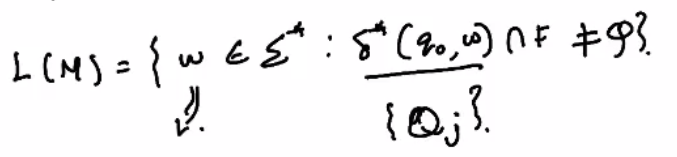 L(M) = { w ∈ Σ* : δ*(q₀, w) ∩ F ≠ φ}.
{Qⱼ}.